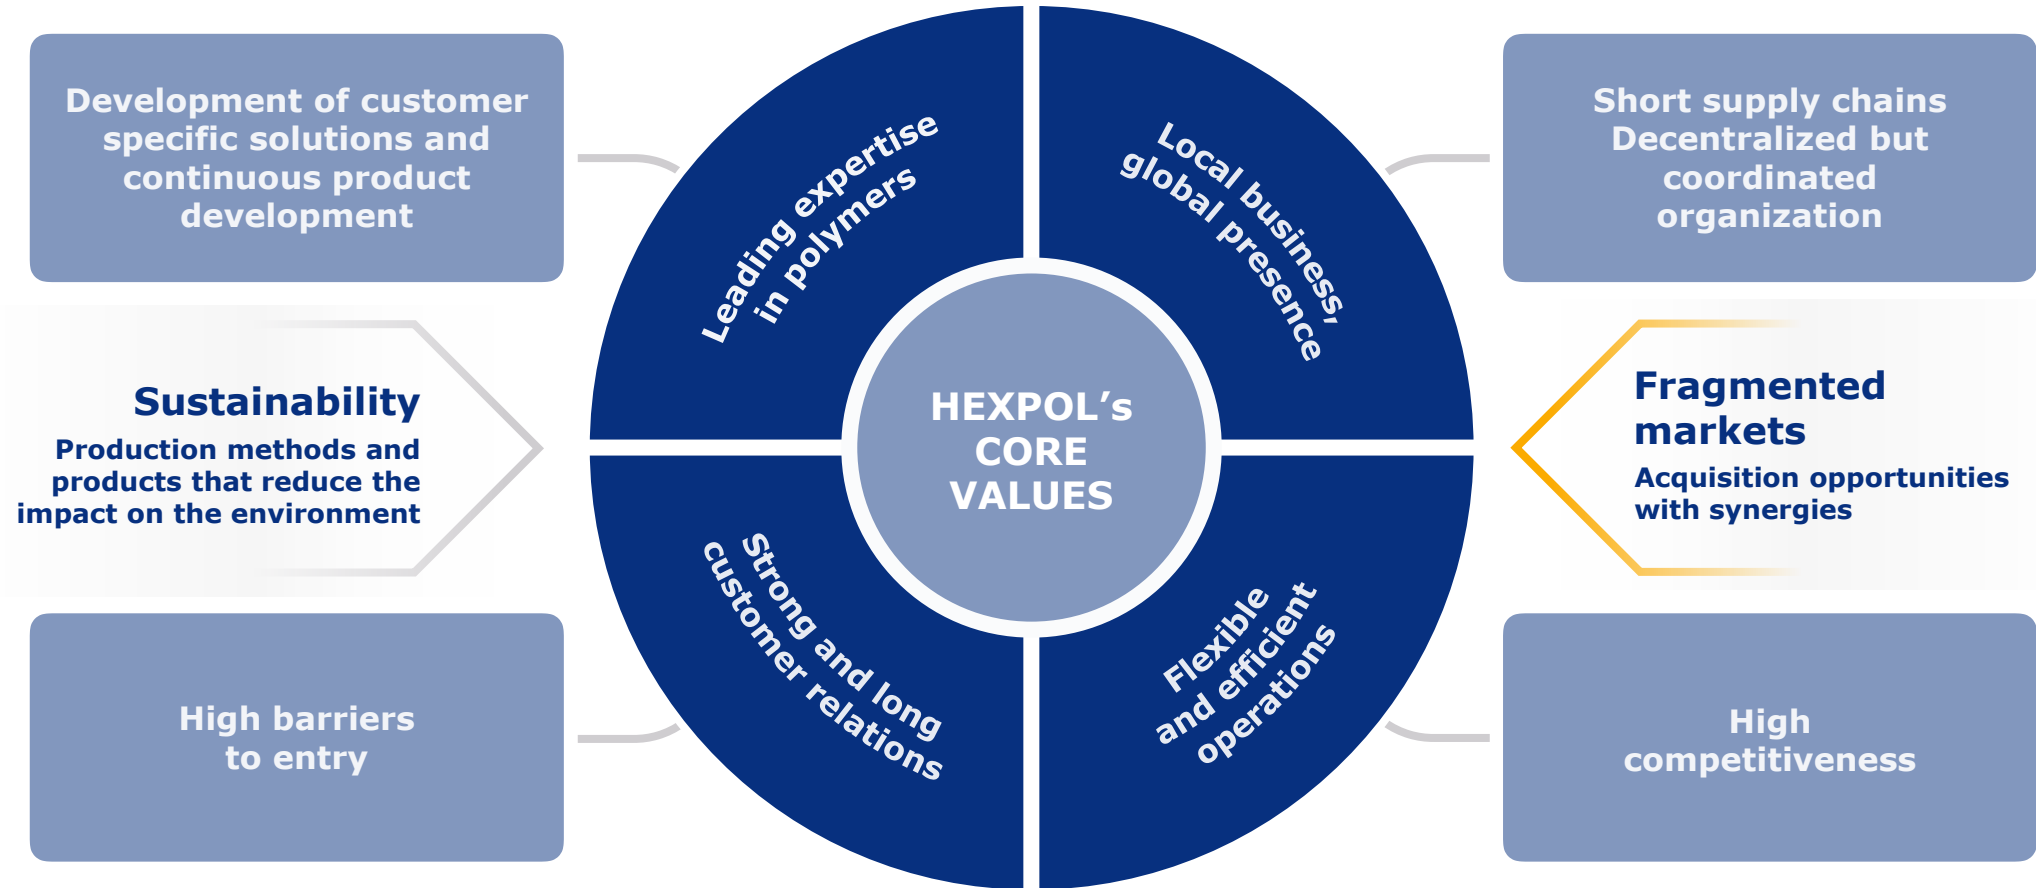 Development of customer
specific solutions and
continuous product
development
Leading expertise
in polymers
Local business,
global presence
Short supply chains
Decentralized but
coordinated
organization
Sustainability
Production methods and
products that reduce the
impact on the environment
HEXPOL’s
CORE
VALUES
Fragmented
markets
Acquisition opportunities
with synergies
High barriers
to entry
Strong and long
customer relations
Flexible
and efficient
operations
High
competitiveness